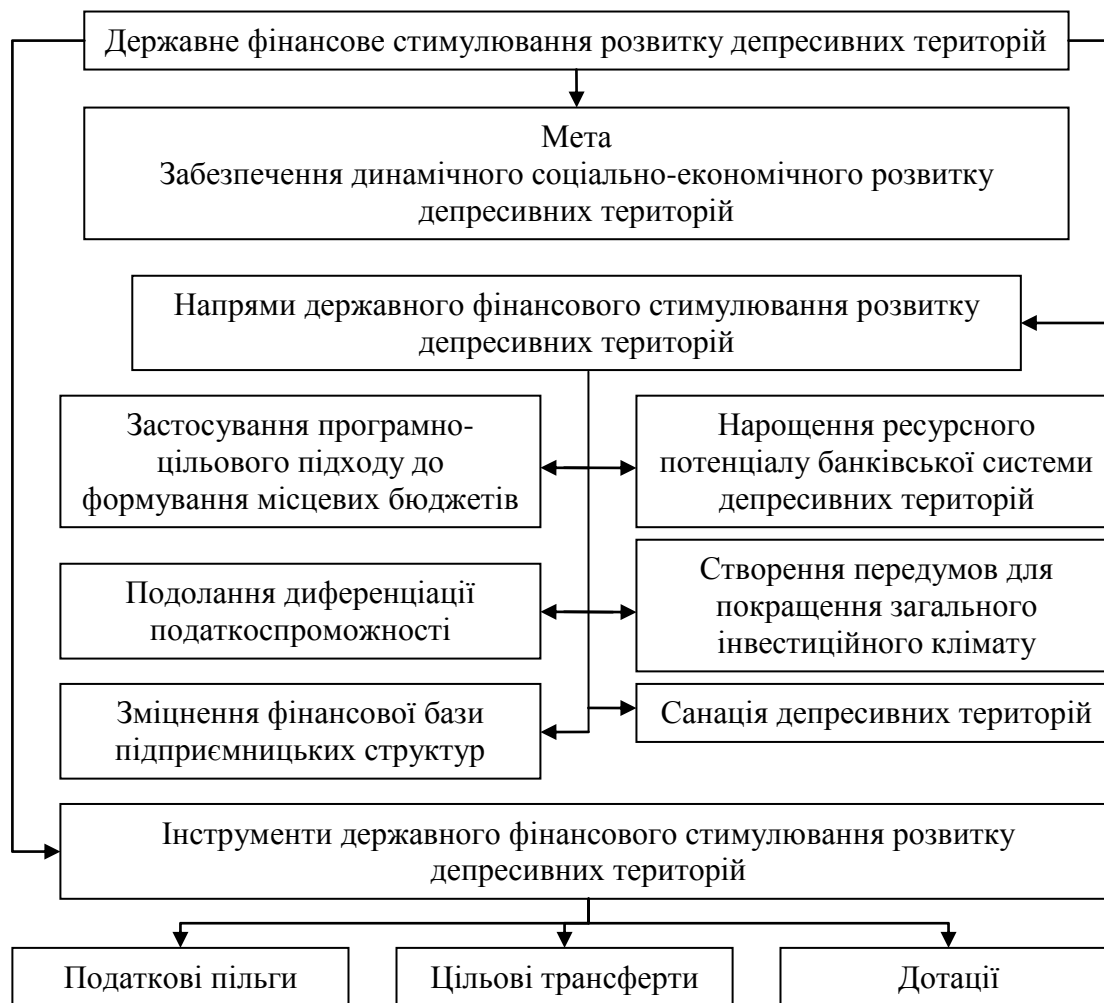 Державне фінансове стимулювання розвитку депресивних територій
Мета
Забезпечення динамічного соціально-економічного розвитку
депресивних територій
Напрями державного фінансового стимулювання розвитку
депресивних територій
Застосування програмно-
цільового підходу до
формування місцевих бюджетів
Нарощення ресурсного
потенціалу банківської системи
депресивних територій
Подолання диференціації
податкоспроможності
Створення передумов для
покращення загального
інвестиційного клімату
Зміцнення фінансової бази
підприємницьких структур
Санація депресивних територій
Інструменти державного фінансового стимулювання розвитку
депресивних територій
Податкові пільги
Цільові трансферти
Дотації